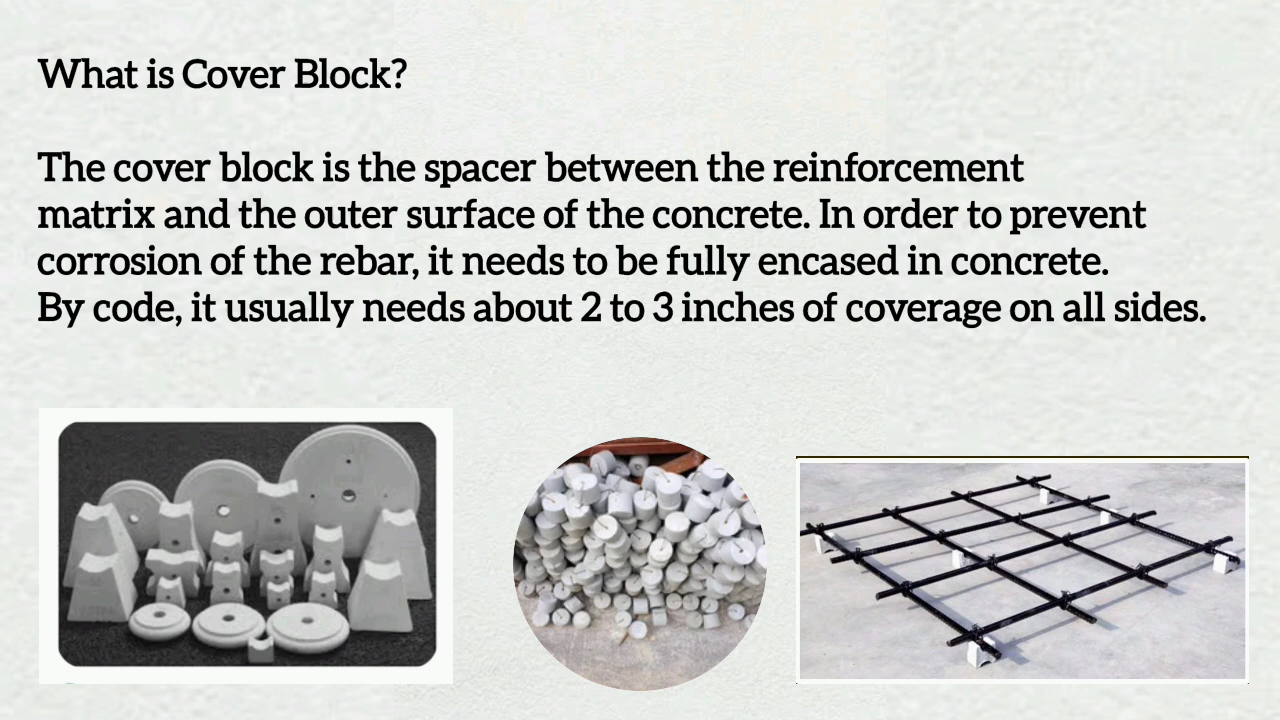 What is Cover Block?
The cover block is the spacer between the reinforcement
matrix and the outer surface of the concrete. In order to prevent
corrosion of the rebar, it needs to be fully encased in concrete.
By code, it usually needs about 2 to 3 inches of coverage on all sides.